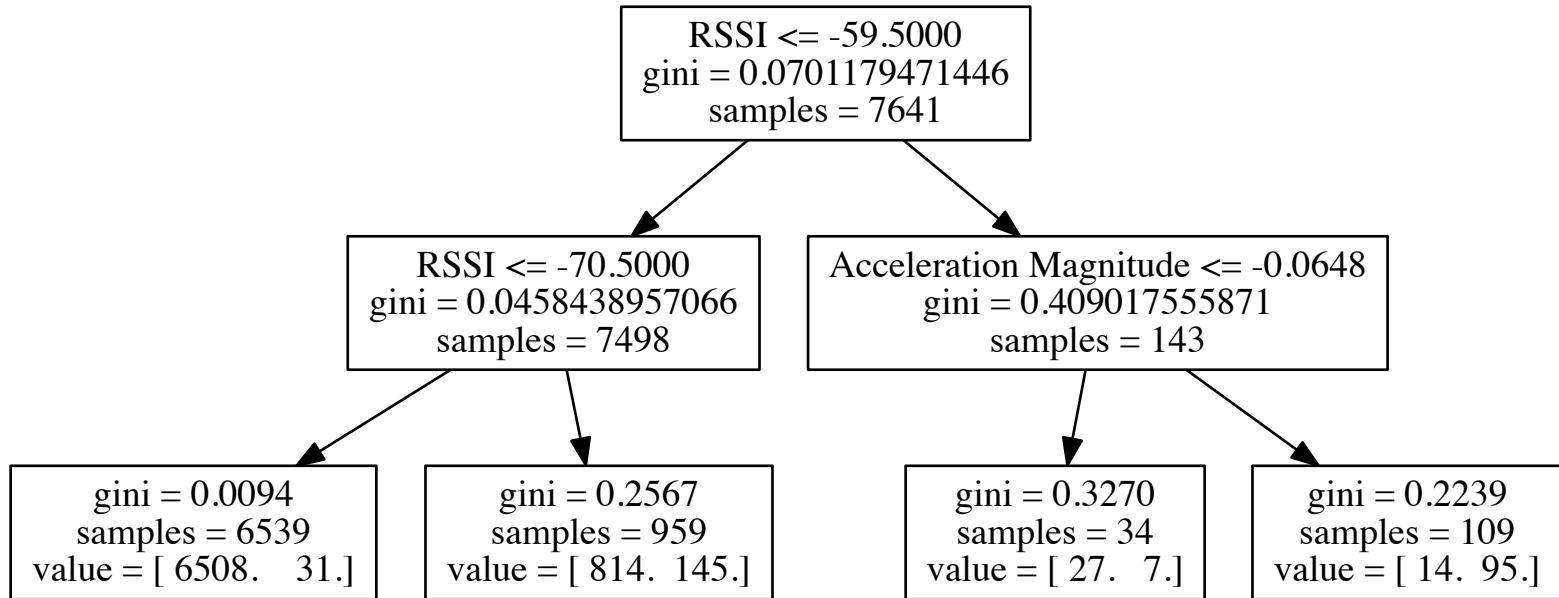 RSSI <= -59.5000
gini = 0.0701179471446
samples = 7641
RSSI <= -70.5000
gini = 0.0458438957066
samples = 7498
Acceleration Magnitude <= -0.0648
gini = 0.409017555871
samples = 143
gini = 0.0094
samples = 6539
value = [ 6508.    31.]
gini = 0.2567
samples = 959
value = [ 814.  145.]
gini = 0.3270
samples = 34
value = [ 27.   7.]
gini = 0.2239
samples = 109
value = [ 14.  95.]